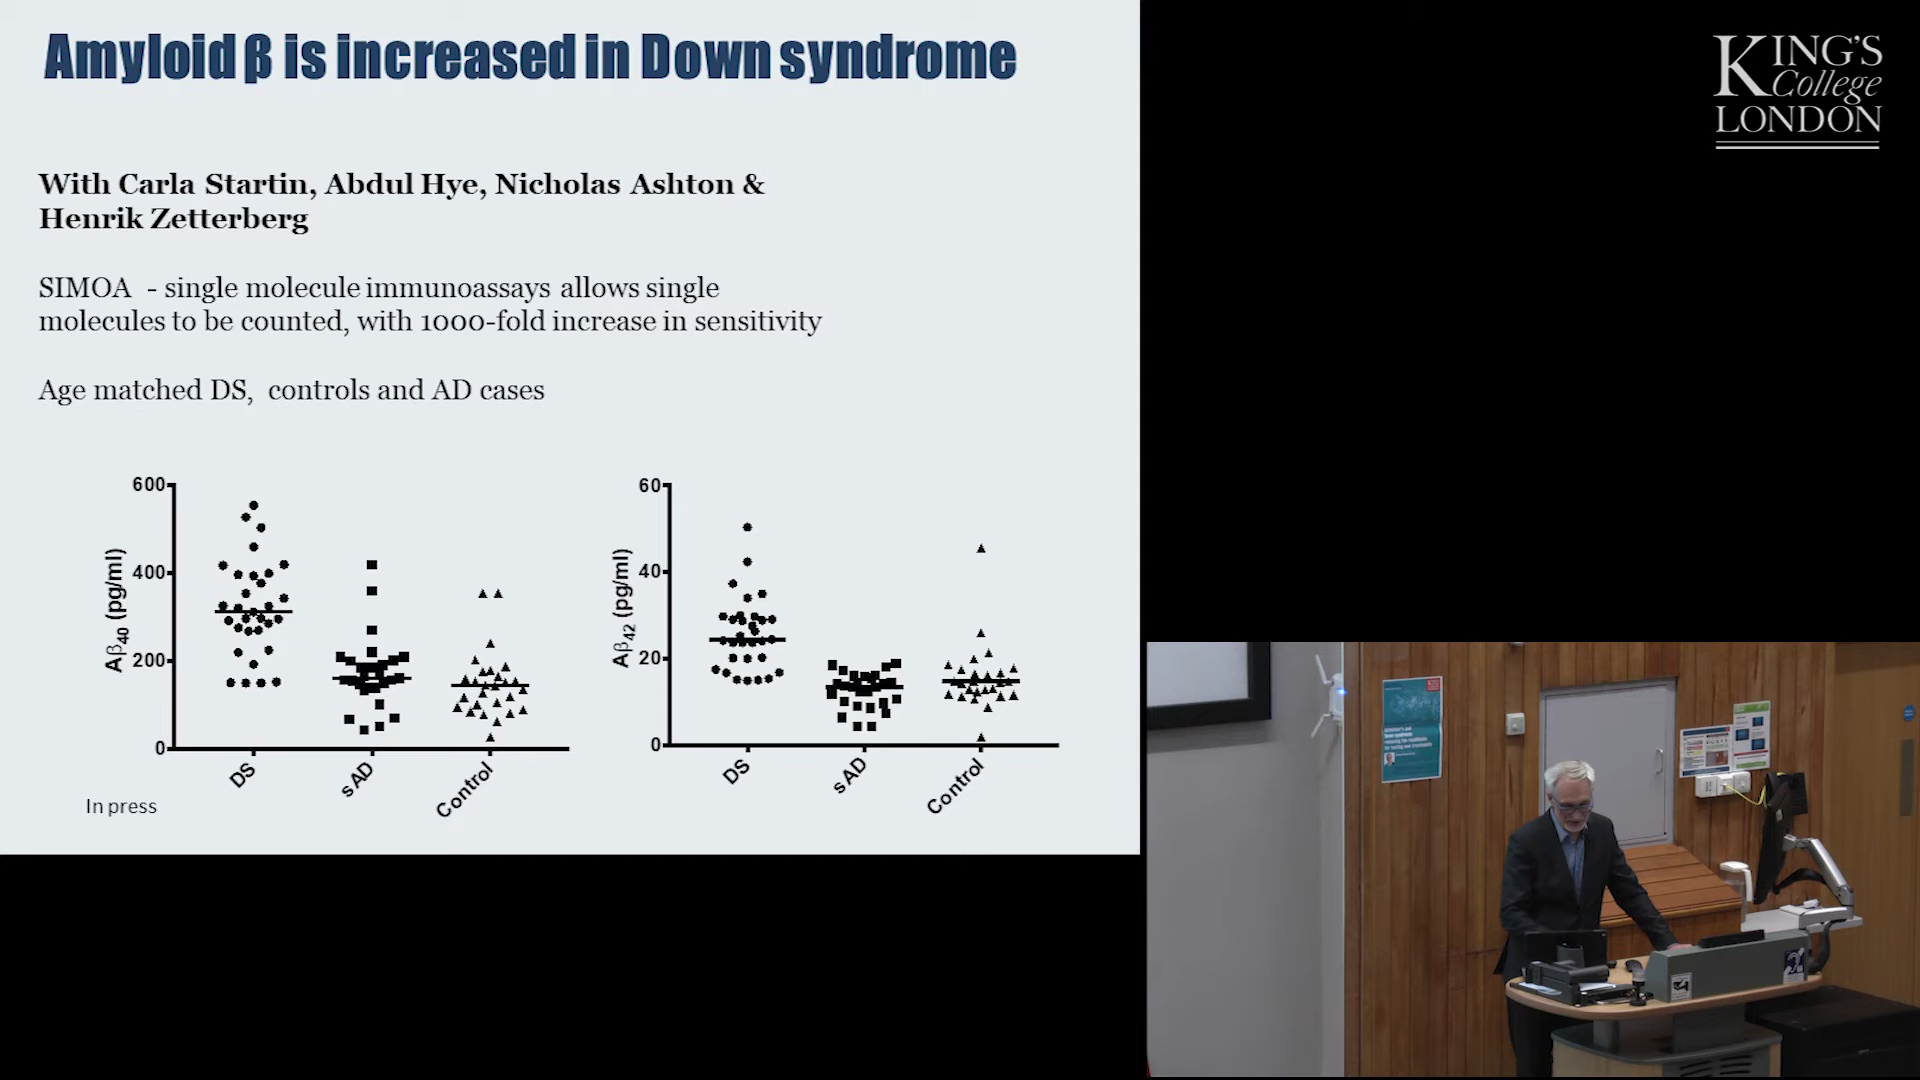 Amyloid β is increased in Down syndrome
KING'S
College
LONDON
With Carla Startin, Abdul Hye, Nicholas Ashton &
Henrik Zetterberg
SIMOA - single molecule immunoassays allows single
molecules to be counted, with 1000-fold increase in sensitivity
Age matched DS, controls and AD cases
600
400
200
0
Aβ40 (pg/ml)
DS
sAD
Control
60
40
20
0
Aβ42 (pg/ml)
DS
sAD
Control
In press